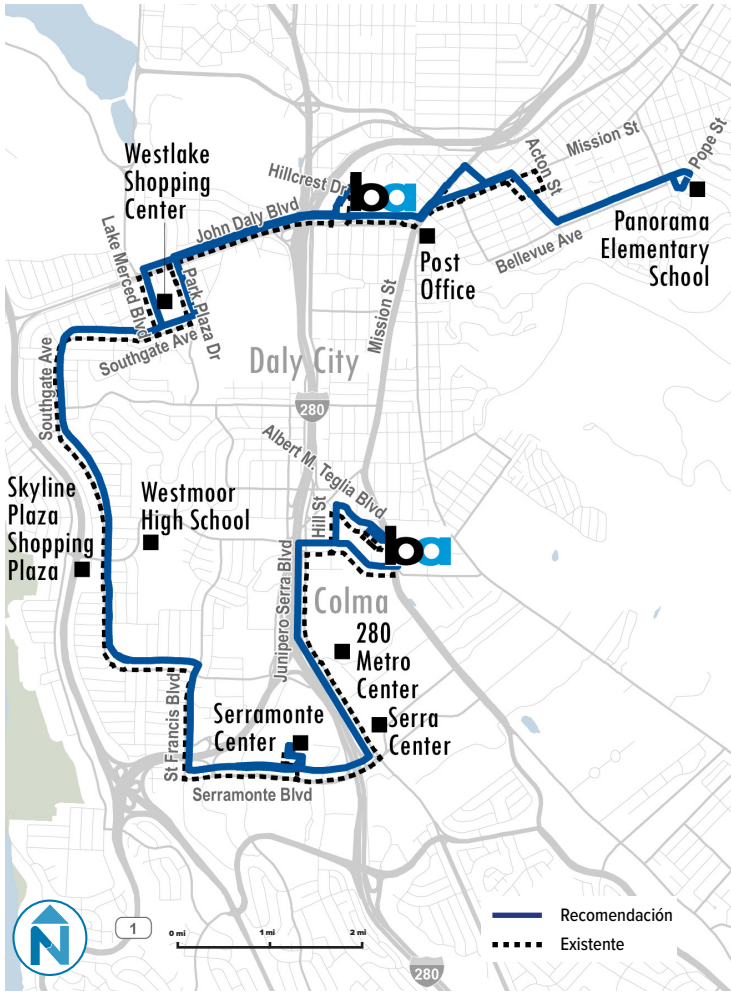 Mission St
Pope St
Acton St
Westlake
Shopping
Center
Hillcrest Dr
ba
John Daly Blvd
Panorama
Elementary
School
Bellevue Ave
Lake Merced Blvd
Park Plaza Dr
Post
Office
Mission St
Southgate Ave
Southgate Ave
Daly City
280
Albert M. Teglia Blvd
Skyline
Plaza
Shopping
Plaza
Westmoor
High School
Hill St
ba
Junipero Serra Blvd
Colma
280
Metro
Center
St Francis Blvd
Serramonte
Center
Serra
Center
Serramonte Blvd
N
1
0 mi
1 mi
2 mi
Recomendación
Existente
280